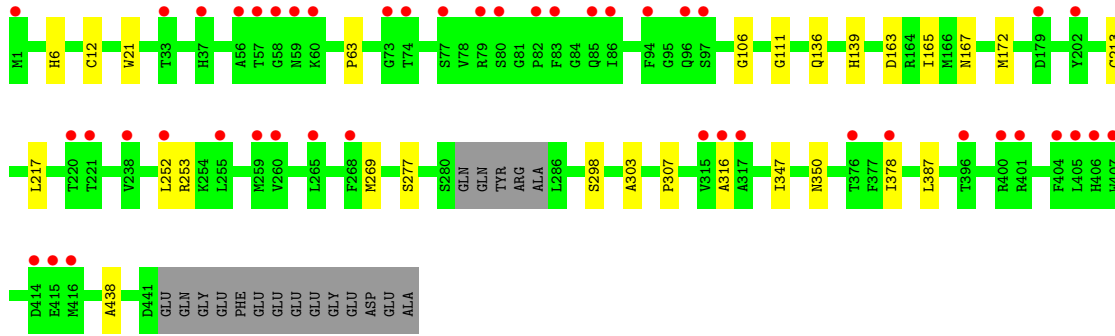 M1 H6 C12 W21 T33 H37 A56 T57 G58 N59 K60 P63 G73 T74 S77 V78 R79 S80 G81 P82 F83 G84 Q85 I86 F94 G95 Q96 S97 G106 G111 Q136 H139 D163 R164 I165 M166 N167 M172 D179 Y202
L217 T220 T221 V238 L252 R253 K254 L255 M259 V260 L265 F268 M269 S277 S280 GLN GLN TYR ARG ALA L286 S298 A303 P307 V315 A316 A317 I347 N350 T376 F377 I378 L387 T396 R400 R401 F404 L405 H406
D414 E415 M416 A438 D441 GLU GLN GLY GLU PHE GLU GLU GLU GLU GLY GLU ASP GLU ALA